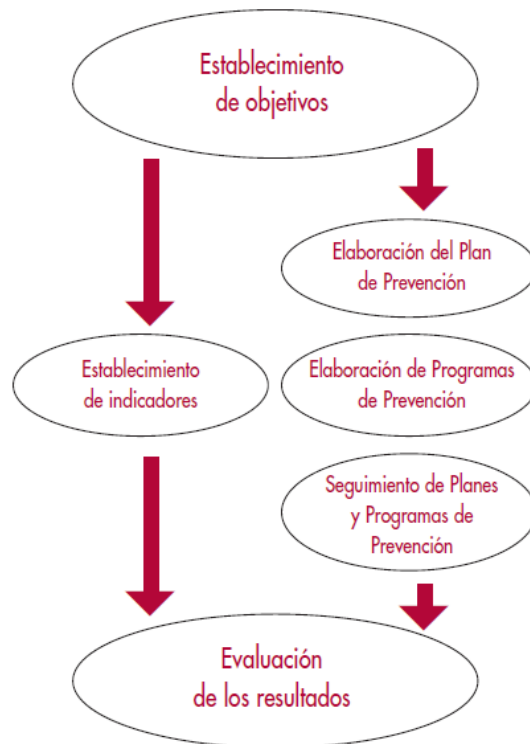 Establecimiento
de objetivos
Elaboración del Plan
de Prevención
Establecimiento
de indicadores
Elaboración de Programas
de Prevención
Seguimiento de Planes
y Programas de
Prevención
Evaluación
de los resultados